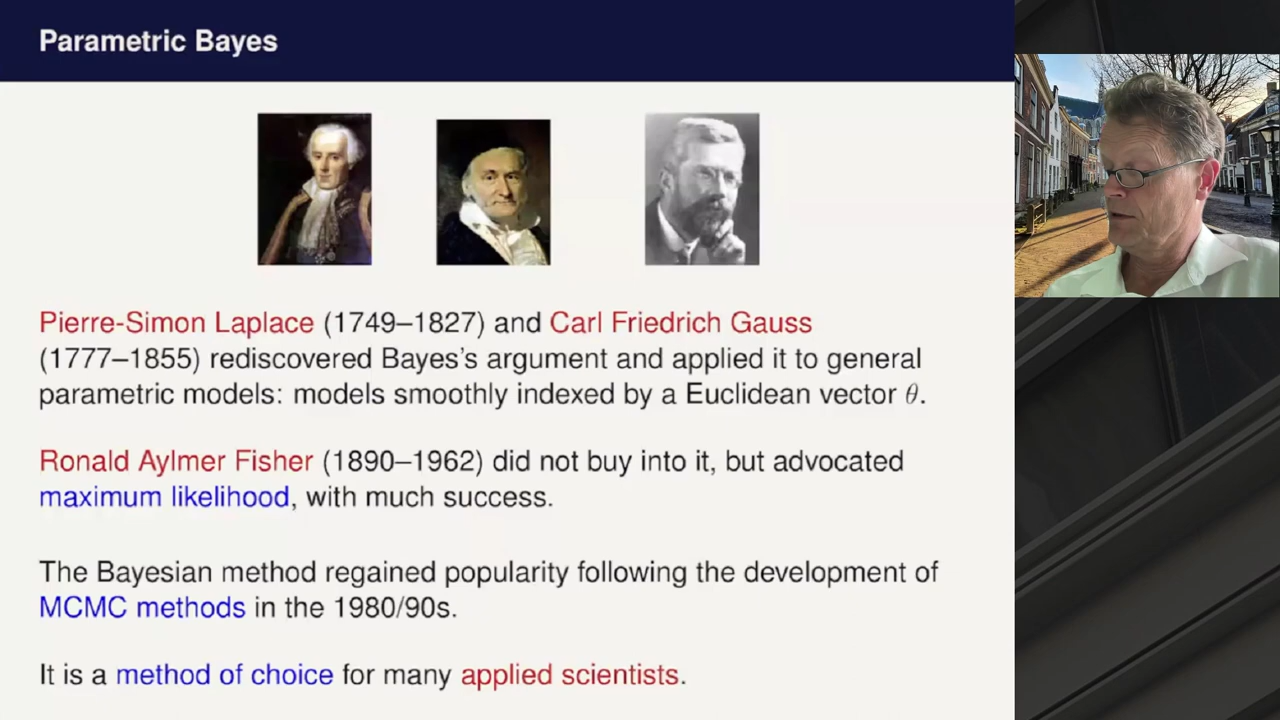 Parametric Bayes
Pierre-Simon Laplace (1749–1827) and Carl Friedrich Gauss
(1777–1855) rediscovered Bayes's argument and applied it to general
parametric models: models smoothly indexed by a Euclidean vector θ.
Ronald Aylmer Fisher (1890–1962) did not buy into it, but advocated
maximum likelihood, with much success.
The Bayesian method regained popularity following the development of
MCMC methods in the 1980/90s.
It is a method of choice for many applied scientists.